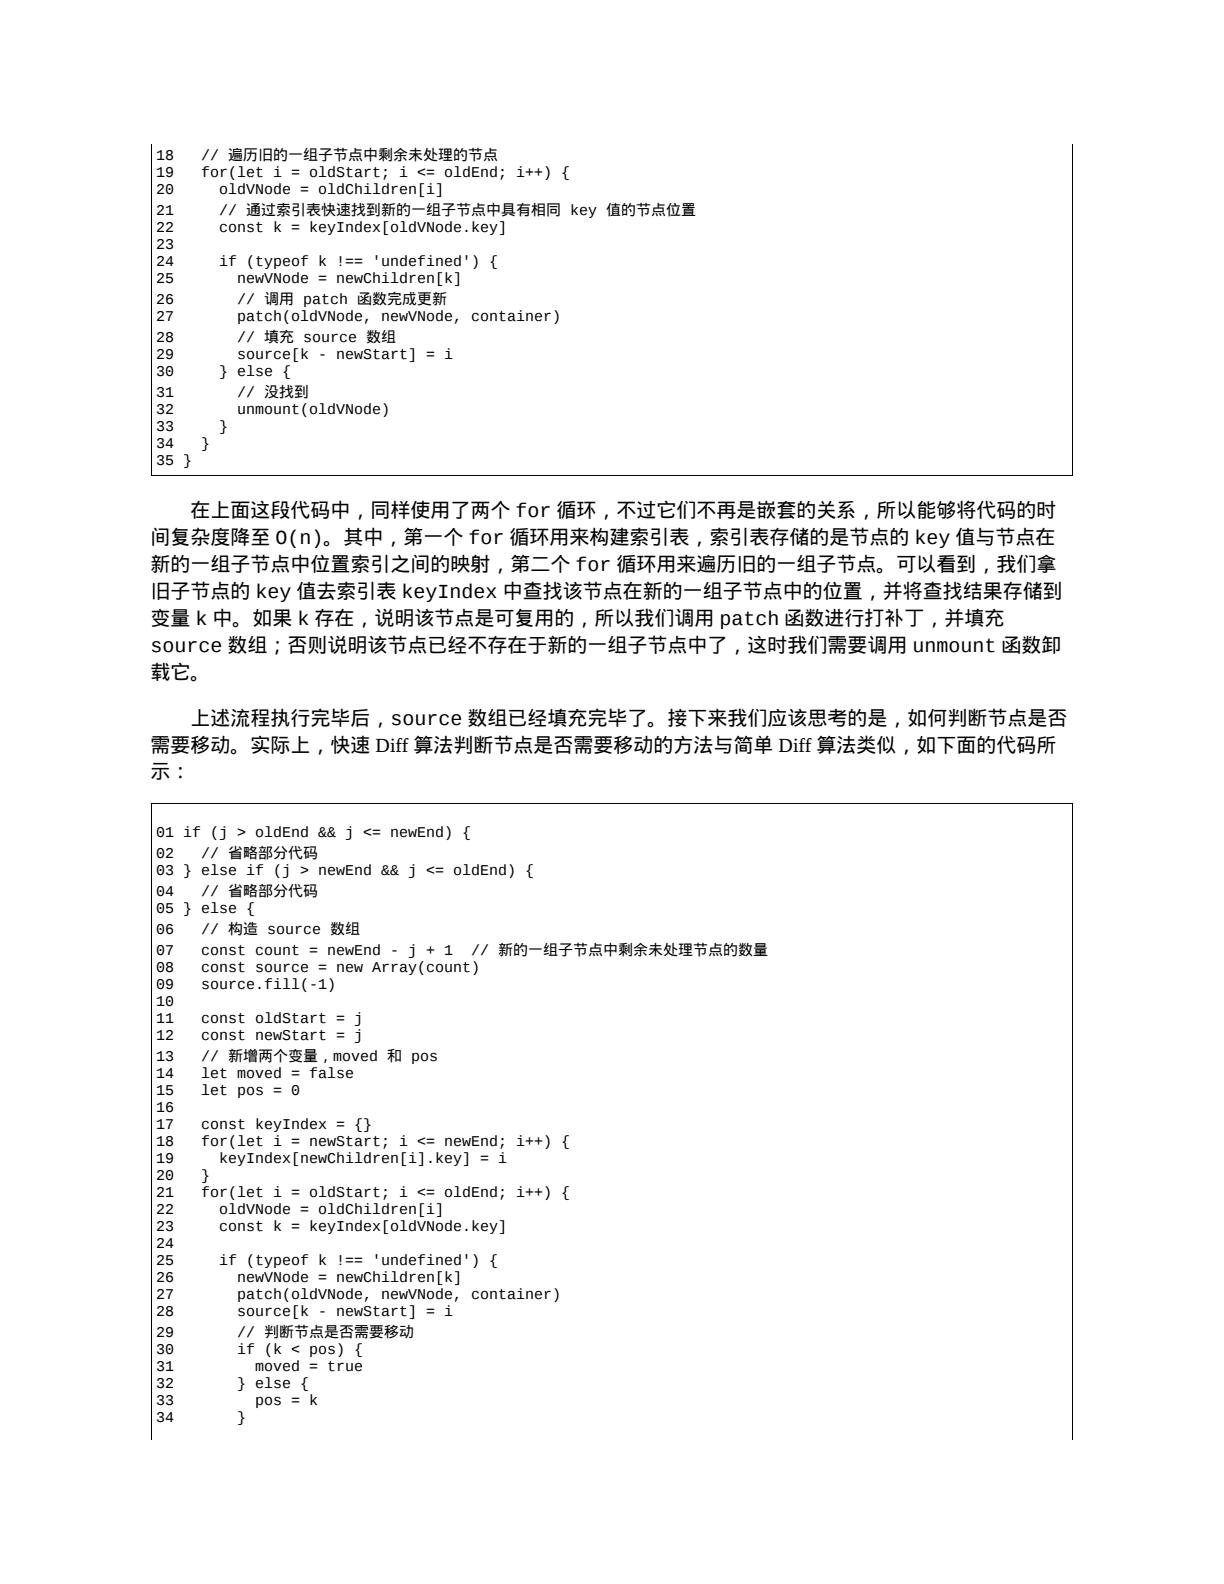 18   // 遍历旧的一组子节点中剩余未处理的节点
19   for(let i = oldStart; i <= oldEnd; i++) {
20     oldVNode = oldChildren[i]
21     // 通过索引表快速找到新的一组子节点中具有相同 key 值的节点位置
22     const k = keyIndex[oldVNode.key]
23
24     if (typeof k !== 'undefined') {
25       newVNode = newChildren[k]
26       // 调用 patch 函数完成更新
27       patch(oldVNode, newVNode, container)
28       // 填充 source 数组
29       source[k - newStart] = i
30     } else {
31       // 没找到
32       unmount(oldVNode)
33     }
34   }
35 }
在上面这段代码中，同样使用了两个 for 循环，不过它们不再是嵌套的关系，所以能够将代码的时
间复杂度降至 O(n)。其中，第一个 for 循环用来构建索引表，索引表存储的是节点的 key 值与节点在
新的一组子节点中位置索引之间的映射，第二个 for 循环用来遍历旧的一组子节点。可以看到，我们拿
旧子节点的 key 值去索引表 keyIndex 中查找该节点在新的一组子节点中的位置，并将查找结果存储到
变量 k 中。如果 k 存在，说明该节点是可复用的，所以我们调用 patch 函数进行打补丁，并填充
source 数组；否则说明该节点已经不存在于新的一组子节点中了，这时我们需要调用 unmount 函数卸
载它。
上述流程执行完毕后，source 数组已经填充完毕了。接下来我们应该思考的是，如何判断节点是否
需要移动。实际上，快速 Diff 算法判断节点是否需要移动的方法与简单 Diff 算法类似，如下面的代码所
示：
01 if (j > oldEnd && j <= newEnd) {
02   // 省略部分代码
03 } else if (j > newEnd && j <= oldEnd) {
04   // 省略部分代码
05 } else {
06   // 构造 source 数组
07   const count = newEnd - j + 1  // 新的一组子节点中剩余未处理节点的数量
08   const source = new Array(count)
09   source.fill(-1)
10
11   const oldStart = j
12   const newStart = j
13   // 新增两个变量，moved 和 pos
14   let moved = false
15   let pos = 0
16
17   const keyIndex = {}
18   for(let i = newStart; i <= newEnd; i++) {
19     keyIndex[newChildren[i].key] = i
20   }
21   for(let i = oldStart; i <= oldEnd; i++) {
22     oldVNode = oldChildren[i]
23     const k = keyIndex[oldVNode.key]
24
25     if (typeof k !== 'undefined') {
26       newVNode = newChildren[k]
27       patch(oldVNode, newVNode, container)
28       source[k - newStart] = i
29       // 判断节点是否需要移动
30       if (k < pos) {
31         moved = true
32       } else {
33         pos = k
34       }